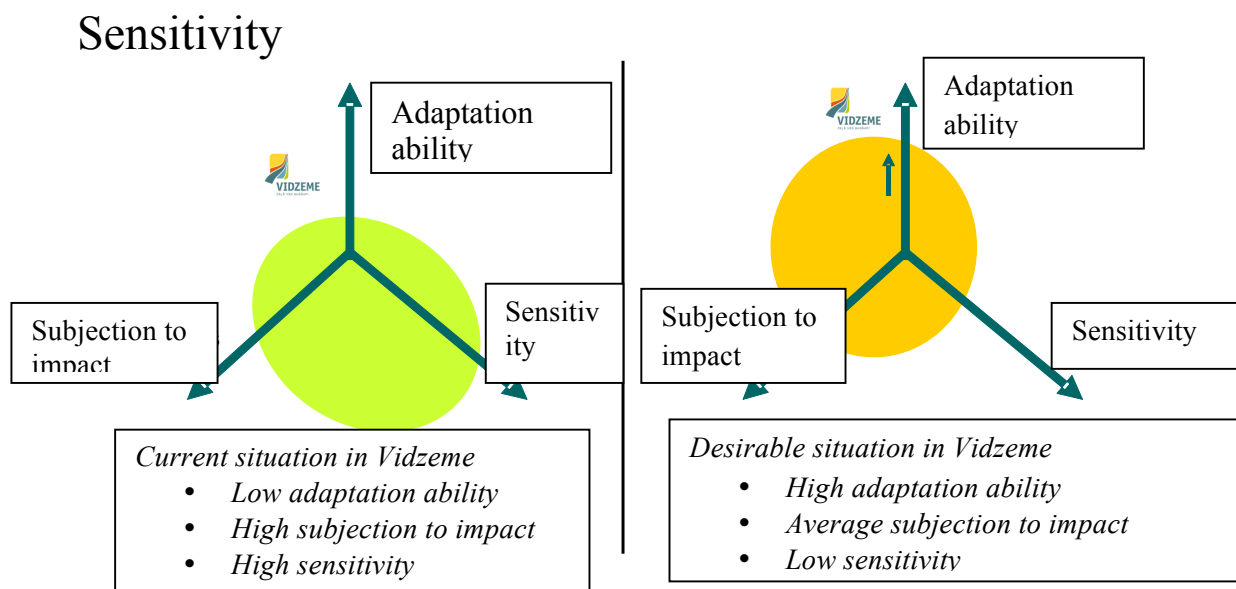 Sensitivity
Adaptation
ability
VIDZEME
Subjection to
impact
Sensitiv
ity
Current situation in Vidzeme
• Low adaptation ability
• High subjection to impact
• High sensitivity
Adaptation
ability
VIDZEME
Subjection to
impact
Sensitivity
Desirable situation in Vidzeme
• High adaptation ability
• Average subjection to impact
• Low sensitivity